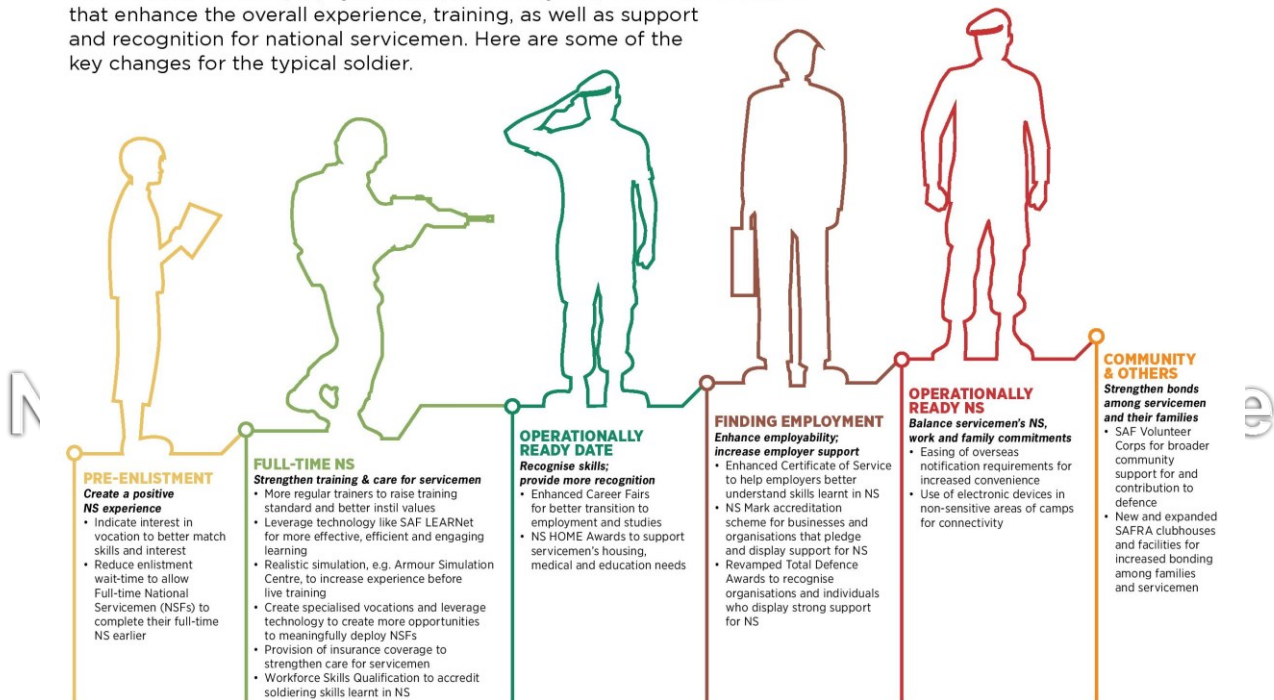 that enhance the overall experience, training, as well as support
and recognition for national servicemen. Here are some of the
key changes for the typical soldier.
PRE-ENLISTMENT
Create a positive
NS experience
• Indicate interest in
vocation to better match
skills and interest
• Reduce enlistment
wait-time to allow
Full-time National
Servicemen (NSFs) to
complete their full-time
NS earlier
FULL-TIME NS
Strengthen training & care for servicemen
• More regular trainers to raise training
standard and better instil values
• Leverage technology like SAF LEARNet
for more effective, efficient and engaging
learning
• Realistic simulation, e.g. Armour Simulation
Centre, to increase experience before
live training
• Create specialised vocations and leverage
technology to create more opportunities
to meaningfully deploy NSFs
• Provision of insurance coverage to
strengthen care for servicemen
• Workforce Skills Qualification to accredit
soldiering skills learnt in NS
OPERATIONALLY
READY DATE
Recognise skills;
provide more recognition
• Enhanced Career Fairs
for better transition to
employment and studies
• NS HOME Awards to support
servicemen's housing,
medical and education needs
FINDING EMPLOYMENT
Enhance employability;
increase employer support
• Enhanced Certificate of Service
to help employers better
understand skills learnt in NS
• NS Mark accreditation
scheme for businesses and
organisations that pledge
and display support for NS
• Revamped Total Defence
Awards to recognise
organisations and individuals
who display strong support
for NS
OPERATIONALLY
READY NS
Balance servicemen's NS,
work and family commitments
• Easing of overseas
notification requirements for
increased convenience
• Use of electronic devices in
non-sensitive areas of camps
for connectivity
COMMUNITY
& OTHERS
Strengthen bonds
among servicemen
and their families
• SAF Volunteer
Corps for broader
community
support for and
contribution to
defence
• New and expanded
SAFRA clubhouses
and facilities for
increased bonding
among families
and servicemen